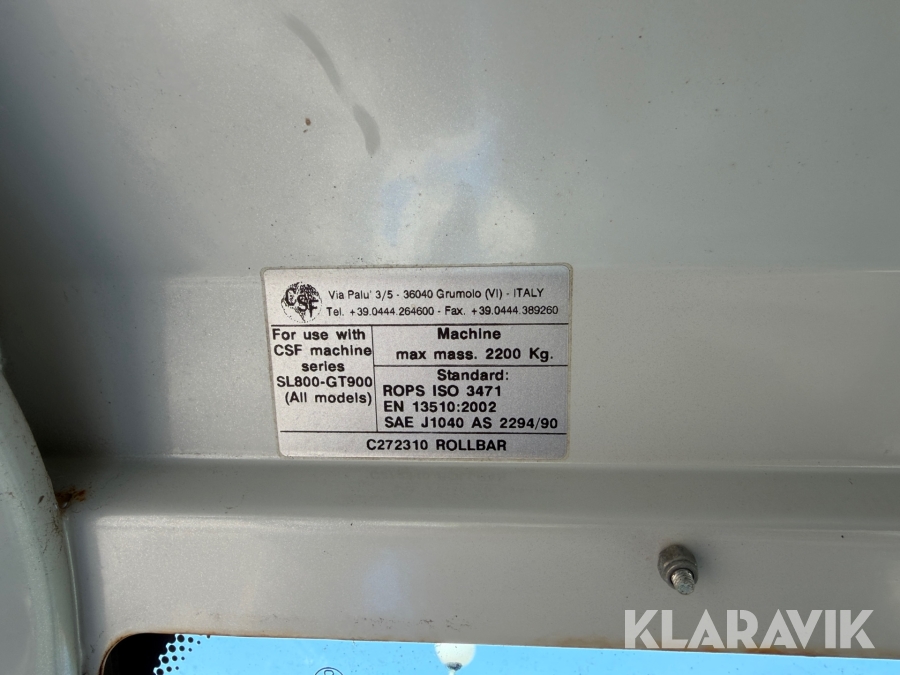 CSF
Via Palu' 3/5 - 36040 Grumolo (VI) - ITALY
Tel. +39.0444.264600 - Fax. +39.0444.389260
For use with
CSF machine
series
SL800-GT900
(All models)
Machine
max mass. 2200 Kg.
Standard:
ROPS ISO 3471
EN 13510:2002
SAE J1040 AS 2294/90
C272310 ROLLBAR
KLARAVIK